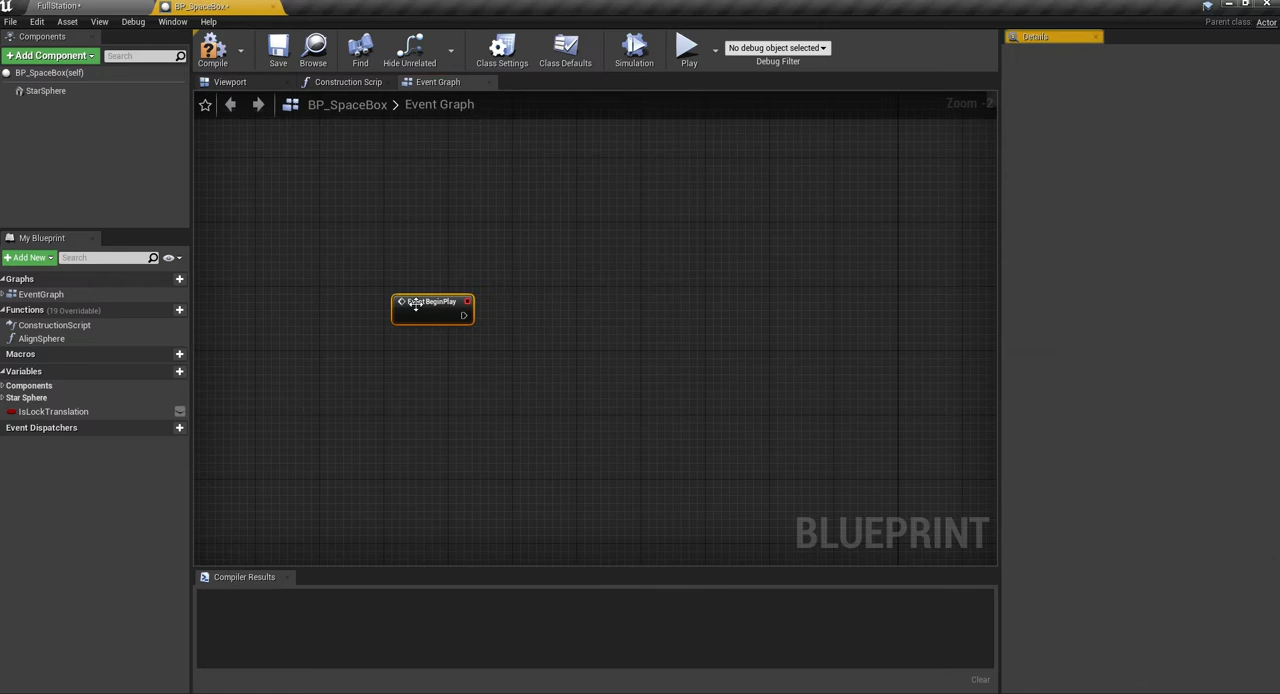 FullStation•
BP_SpaceBox•
File Edit Asset View Debug Window Help
Parent class: Actor
Components
+Add Component
Search
BP_SpaceBox(self)
StarSphere
Compile
Save
Browse
Find
Hide Unrelated
Class Settings
Class Defaults
Simulation
Play
No debug object selected
Debug Filter
Viewport
Construction Scrip
Event Graph
BP_SpaceBox > Event Graph
Zoom -2
Details
EventBeginPlay
My Blueprint
+Add New
Search
Graphs
EventGraph
Functions (19 Overridable)
ConstructionScript
AlignSphere
Macros
Variables
Components
Star Sphere
IsLockTranslation
Event Dispatchers
BLUEPRINT
Compiler Results
Clear